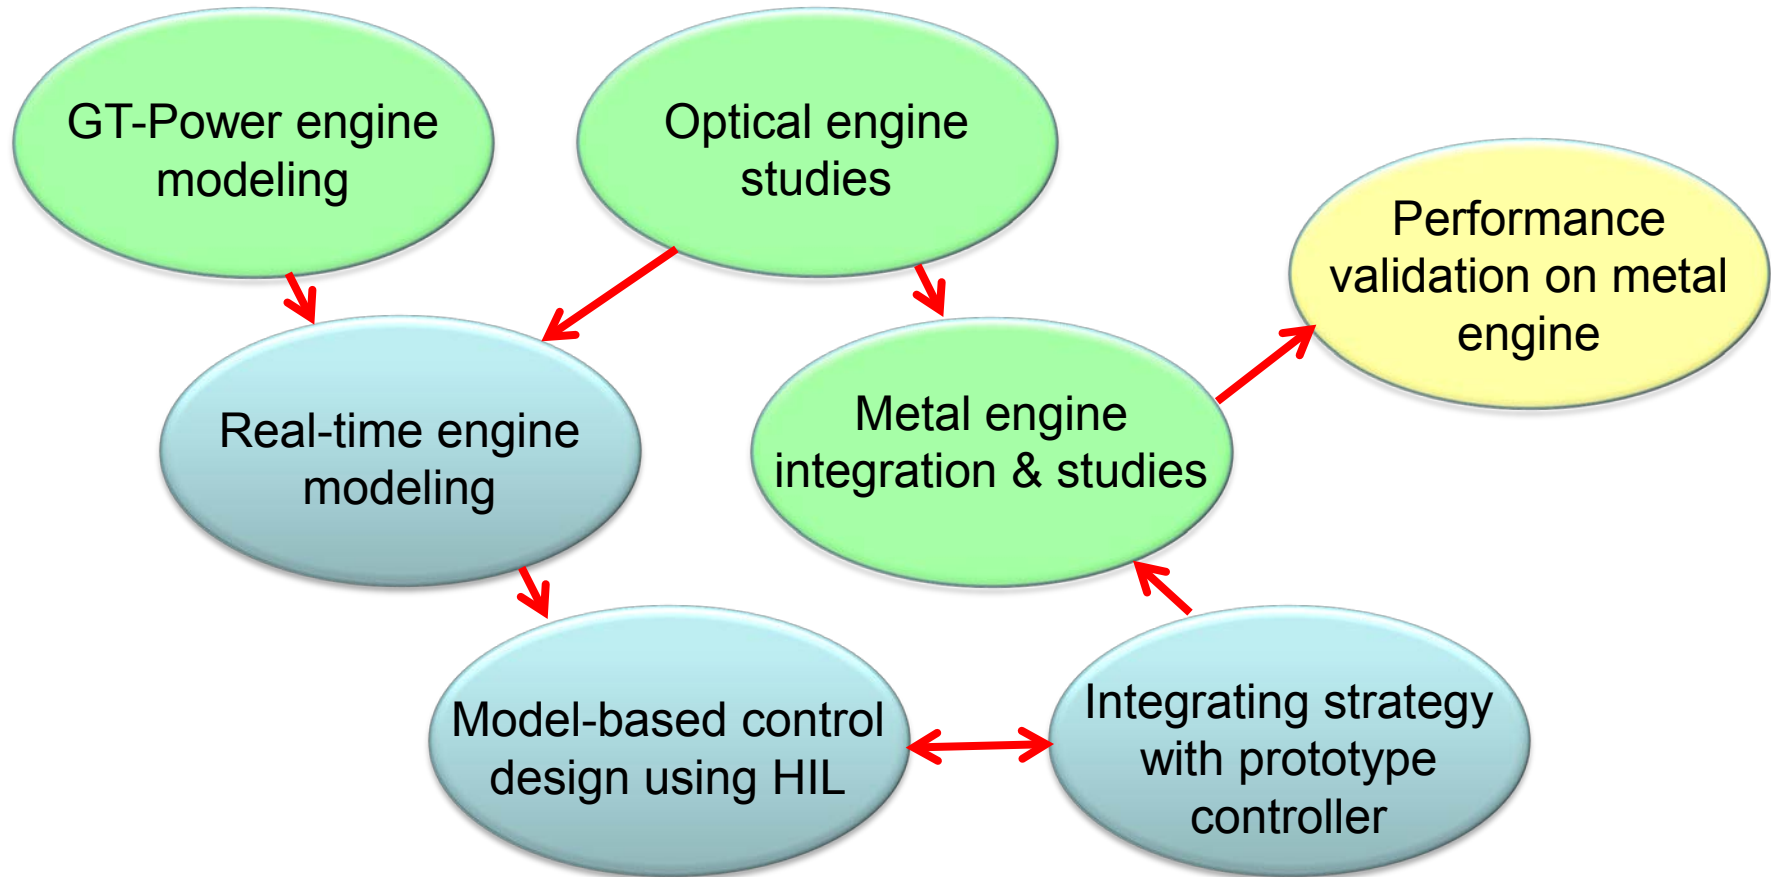 GT-Power engine
modeling
Optical engine
studies
Performance
validation on metal
engine
Real-time engine
modeling
Metal engine
integration & studies
Model-based control
design using HIL
Integrating strategy
with prototype
controller